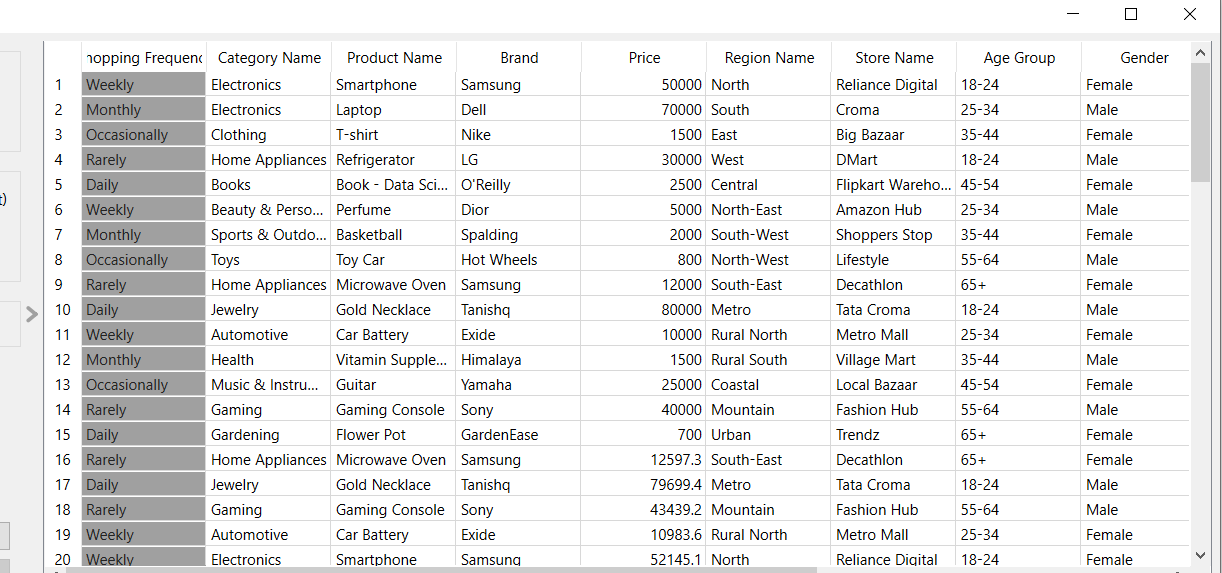 hopping Frequenc Category Name Product Name Brand Price Region Name Store Name Age Group Gender
1 Weekly Electronics Smartphone Samsung 50000 North Reliance Digital 18-24 Female
2 Monthly Electronics Laptop Dell 70000 South Croma 25-34 Male
3 Occasionally Clothing T-shirt Nike 1500 East Big Bazaar 35-44 Female
4 Rarely Home Appliances Refrigerator LG 30000 West DMart 18-24 Male
t) 5 Daily Books Book - Data Sci... O'Reilly 2500 Central Flipkart Wareho... 45-54 Female
6 Weekly Beauty & Perso... Perfume Dior 5000 North-East Amazon Hub 25-34 Male
7 Monthly Sports & Outdo... Basketball Spalding 2000 South-West Shoppers Stop 35-44 Female
8 Occasionally Toys Toy Car Hot Wheels 800 North-West Lifestyle 55-64 Male
9 Rarely Home Appliances Microwave Oven Samsung 12000 South-East Decathlon 65+ Female
10 Daily Jewelry Gold Necklace Tanishq 80000 Metro Tata Croma 18-24 Male
11 Weekly Automotive Car Battery Exide 10000 Rural North Metro Mall 25-34 Female
12 Monthly Health Vitamin Supple... Himalaya 1500 Rural South Village Mart 35-44 Male
13 Occasionally Music & Instru... Guitar Yamaha 25000 Coastal Local Bazaar 45-54 Female
14 Rarely Gaming Gaming Console Sony 40000 Mountain Fashion Hub 55-64 Male
15 Daily Gardening Flower Pot GardenEase 700 Urban Trendz 65+ Female
16 Rarely Home Appliances Microwave Oven Samsung 12597.3 South-East Decathlon 65+ Female
17 Daily Jewelry Gold Necklace Tanishq 79699.4 Metro Tata Croma 18-24 Male
18 Rarely Gaming Gaming Console Sony 43439.2 Mountain Fashion Hub 55-64 Male
19 Weekly Automotive Car Battery Exide 10983.6 Rural North Metro Mall 25-34 Female
20 Weekly Electronics Smartphone Samsung 52145.1 North Reliance Digital 18-24 Female